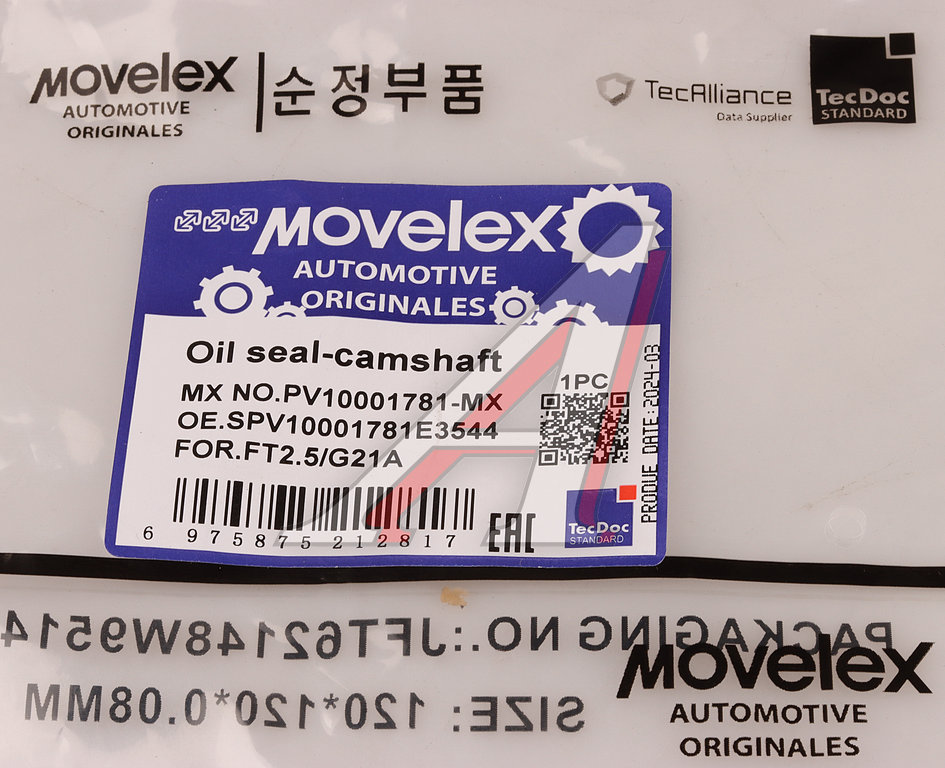 Movelex
AUTOMOTIVE
ORIGINALES
순정부품
TecAlliance
Data Supplier
TecDoc
STANDARD
Movelex
AUTOMOTIVE
ORIGINALES
Oil seal-camshaft
MX NO.PV10001781-MX
OE.SPV10001781E3544
FOR.FT2.5/G21A
1PC
PRODUE DATE:2024-03
6 975875 212817
EAC
TecDoc
STANDARD
PACKAGING NO.:JFT62148W9514
SIZE: 120*120*0.08MM
Movelex
AUTOMOTIVE
ORIGINALES